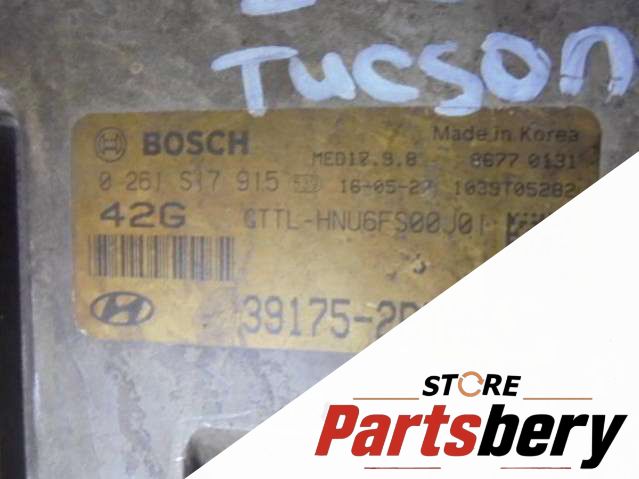 Tucson
BOSCH
Made in Korea
MED17.9.8 8677 0131
0 261 S17 915 16-05-27 1039T05282
42G GTTL-HNU6FS00J01
39175-2
STORE
Partsbery